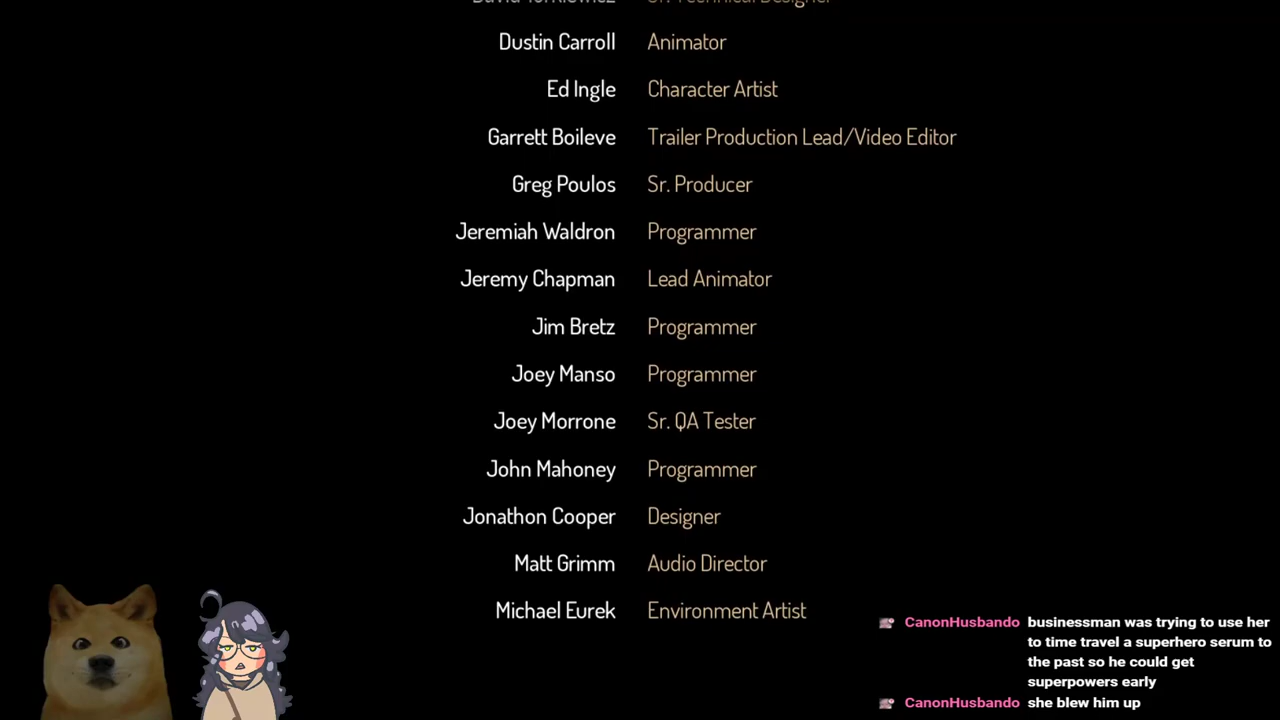 Dustin Carroll Animator
Ed Ingle Character Artist
Garrett Boileve Trailer Production Lead/Video Editor
Greg Poulos Sr. Producer
Jeremiah Waldron Programmer
Jeremy Chapman Lead Animator
Jim Bretz Programmer
Joey Manso Programmer
Joey Morrone Sr. QA Tester
John Mahoney Programmer
Jonathon Cooper Designer
Matt Grimm Audio Director
Michael Eurek Environment Artist
CanonHusbando businessman was trying to use her
to time travel a superhero serum to
the past so he could get
superpowers early
CanonHusbando she blew him up